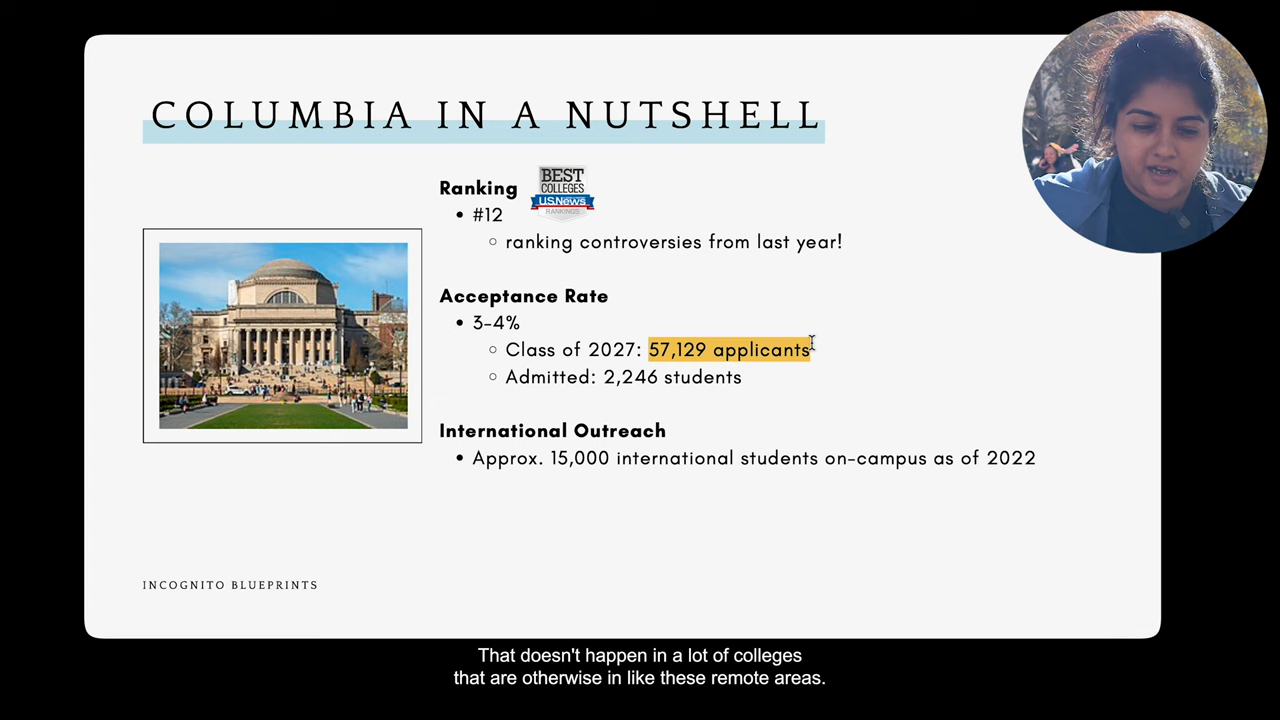 COLUMBIA IN A NUTSHELL
Ranking
BEST
COLLEGES
U.S.News
RANKINGS
• #12
○ ranking controversies from last year!
Acceptance Rate
• 3-4%
○ Class of 2027: 57,129 applicants
○ Admitted: 2,246 students
International Outreach
• Approx. 15,000 international students on-campus as of 2022
INCOGNITO BLUEPRINTS
That doesn't happen in a lot of colleges
that are otherwise in like these remote areas.